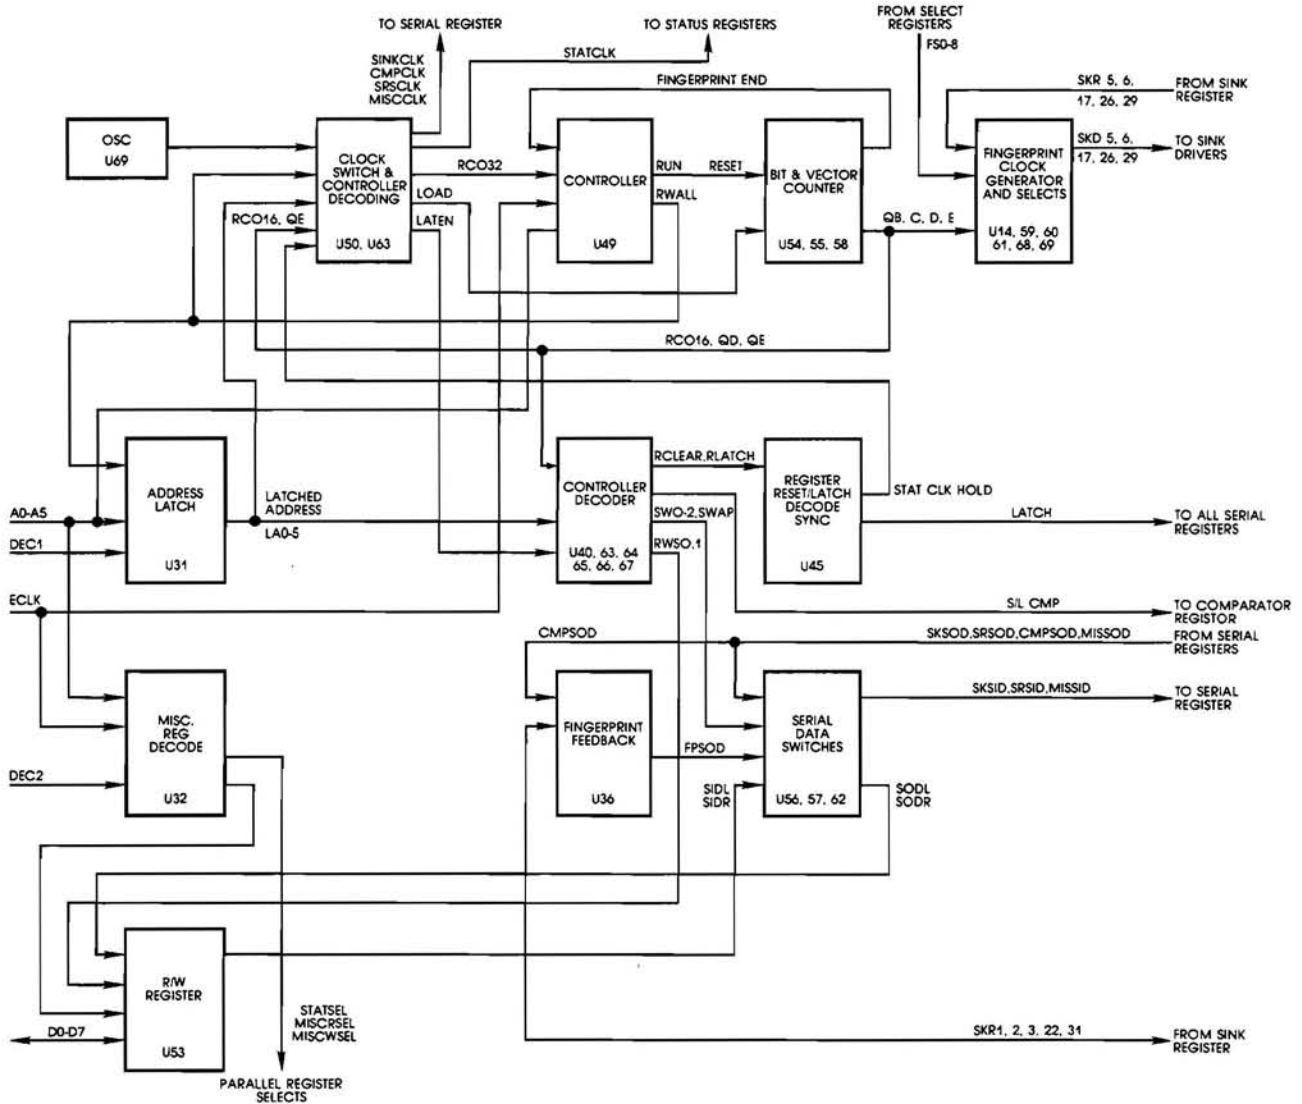 TO SERIAL REGISTER
TO STATUS REGISTERS
FROM SELECT
REGISTERS
FS0-8
SINKCLK
CMPCLK
SRSCLK
MISCCLK
STATCLK
FINGERPRINT END
SKR 5, 6,
17, 26, 29
FROM SINK
REGISTER
OSC
U69
CLOCK
SWITCH &
CONTROLLER
DECODING
U50, U63
RCO32
LOAD
LATEN
RCO16, QE
CONTROLLER
U49
RUN
RESET
RWALL
BIT & VECTOR
COUNTER
U54, 55, 58
QB, C, D, E
FINGERPRINT
CLOCK
GENERATOR
AND SELECTS
U14, 59, 60
61, 68, 69
SKD 5, 6,
17, 26, 29
TO SINK
DRIVERS
RCO16, QD, QE
A0-A5
DEC1
ADDRESS
LATCH
U31
LATCHED
ADDRESS
LA0-5
CONTROLLER
DECODER
U40, 63, 64
65, 66, 67
RCLEAR,RLATCH
SWO-2,SWAP
RWSO,1
REGISTER
RESET/LATCH
DECODE
SYNC
U45
STAT CLK HOLD
LATCH
TO ALL SERIAL
REGISTERS
ECLK
S/L CMP
TO COMPARATOR
REGISTOR
CMPSOD
SKSOD,SRSOD,CMPSOD,MISSOD
FROM SERIAL
REGISTERS
DEC2
MISC.
REG
DECODE
U32
FINGERPRINT
FEEDBACK
U36
FPSOD
SIDL
SIDR
SERIAL
DATA
SWITCHES
U56, 57, 62
SKSID,SRSID,MISSID
TO SERIAL
REGISTER
SODL
SODR
D0-D7
R/W
REGISTER
U53
STATSEL
MISCRSEL
MISCWSEL
PARALLEL REGISTER
SELECTS
SKR1, 2, 3, 22, 31
FROM SINK
REGISTER